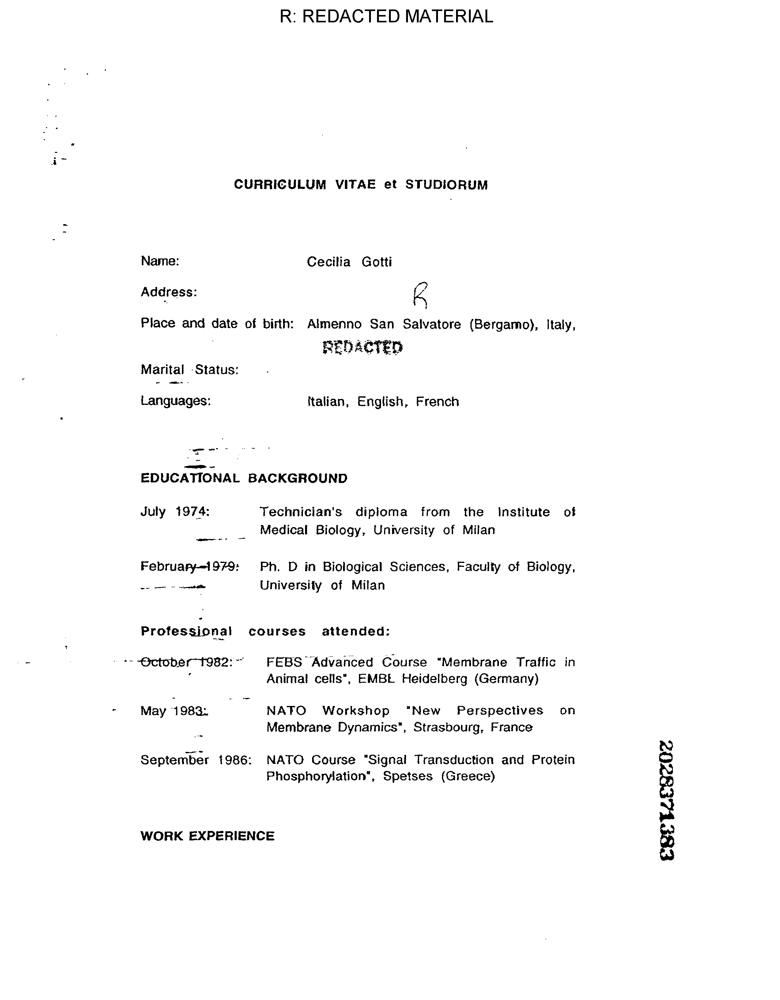 R: REDACTED MATERIAL
CURRICULUM VITAE et STUDIORUM
Name: Cecilia Gotti
Address: R
Place and date of birth: Almenno San Salvatore (Bergamo), Italy,
REDACTED
Marital Status:
Languages: Italian, English, French
EDUCATIONAL BACKGROUND
July 1974: Technician's diploma from the Institute of
Medical Biology, University of Milan
February 1979: Ph. D in Biological Sciences, Faculty of Biology,
University of Milan
Professional courses attended:
October 1982: FEBS Advanced Course "Membrane Traffic in
Animal cells", EMBL Heidelberg (Germany)
May 1983: NATO Workshop "New Perspectives on
Membrane Dynamics", Strasbourg, France
September 1986: NATO Course "Signal Transduction and Protein
Phosphorylation", Spetses (Greece)
WORK EXPERIENCE
2028371383